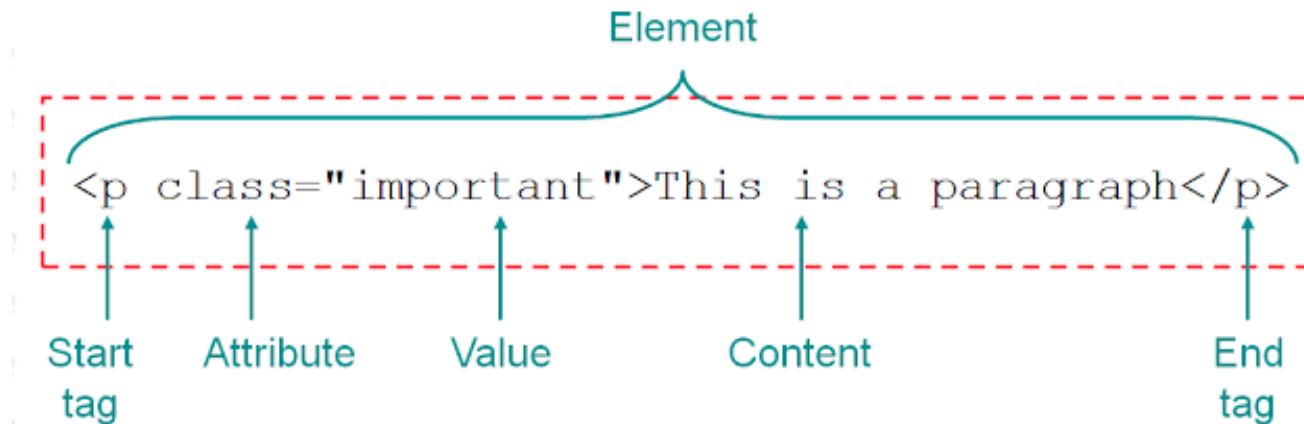 Element
<p class="important">This is a paragraph</p>
Start tag
Attribute
Value
Content
End tag